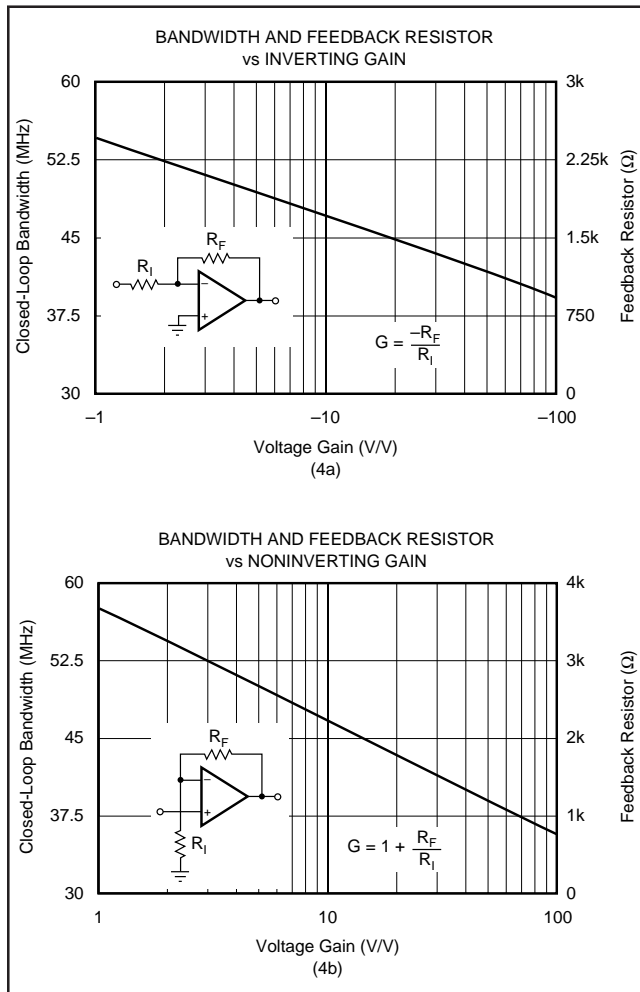 BANDWIDTH AND FEEDBACK RESISTOR
vs INVERTING GAIN
Closed-Loop Bandwidth (MHz)
60
52.5
45
37.5
30
3k
2.25k
1.5k
750
0
Feedback Resistor (Ω)
R_I
R_F
–
+
G = –R_F / R_I
–1
–10
–100
Voltage Gain (V/V)
(4a)
BANDWIDTH AND FEEDBACK RESISTOR
vs NONINVERTING GAIN
Closed-Loop Bandwidth (MHz)
60
52.5
45
37.5
30
4k
3k
2k
1k
0
Feedback Resistor (Ω)
R_F
–
+
R_I
G = 1 + R_F / R_I
1
10
100
Voltage Gain (V/V)
(4b)